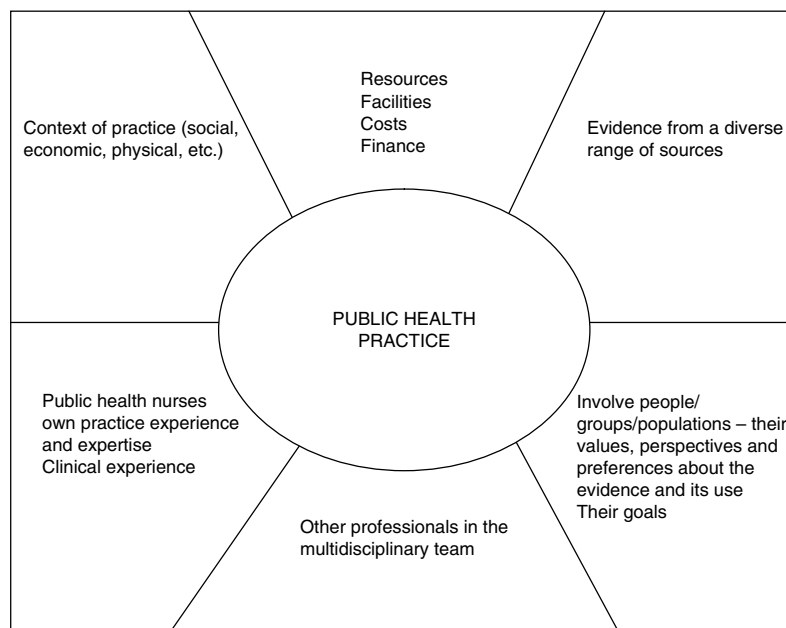 Resources
Facilities
Costs
Finance
Context of practice (social,
economic, physical, etc.)
Evidence from a diverse
range of sources
PUBLIC HEALTH
PRACTICE
Public health nurses
own practice experience
and expertise
Clinical experience
Involve people/
groups/populations – their
values, perspectives and
preferences about the
evidence and its use
Their goals
Other professionals in the
multidisciplinary team